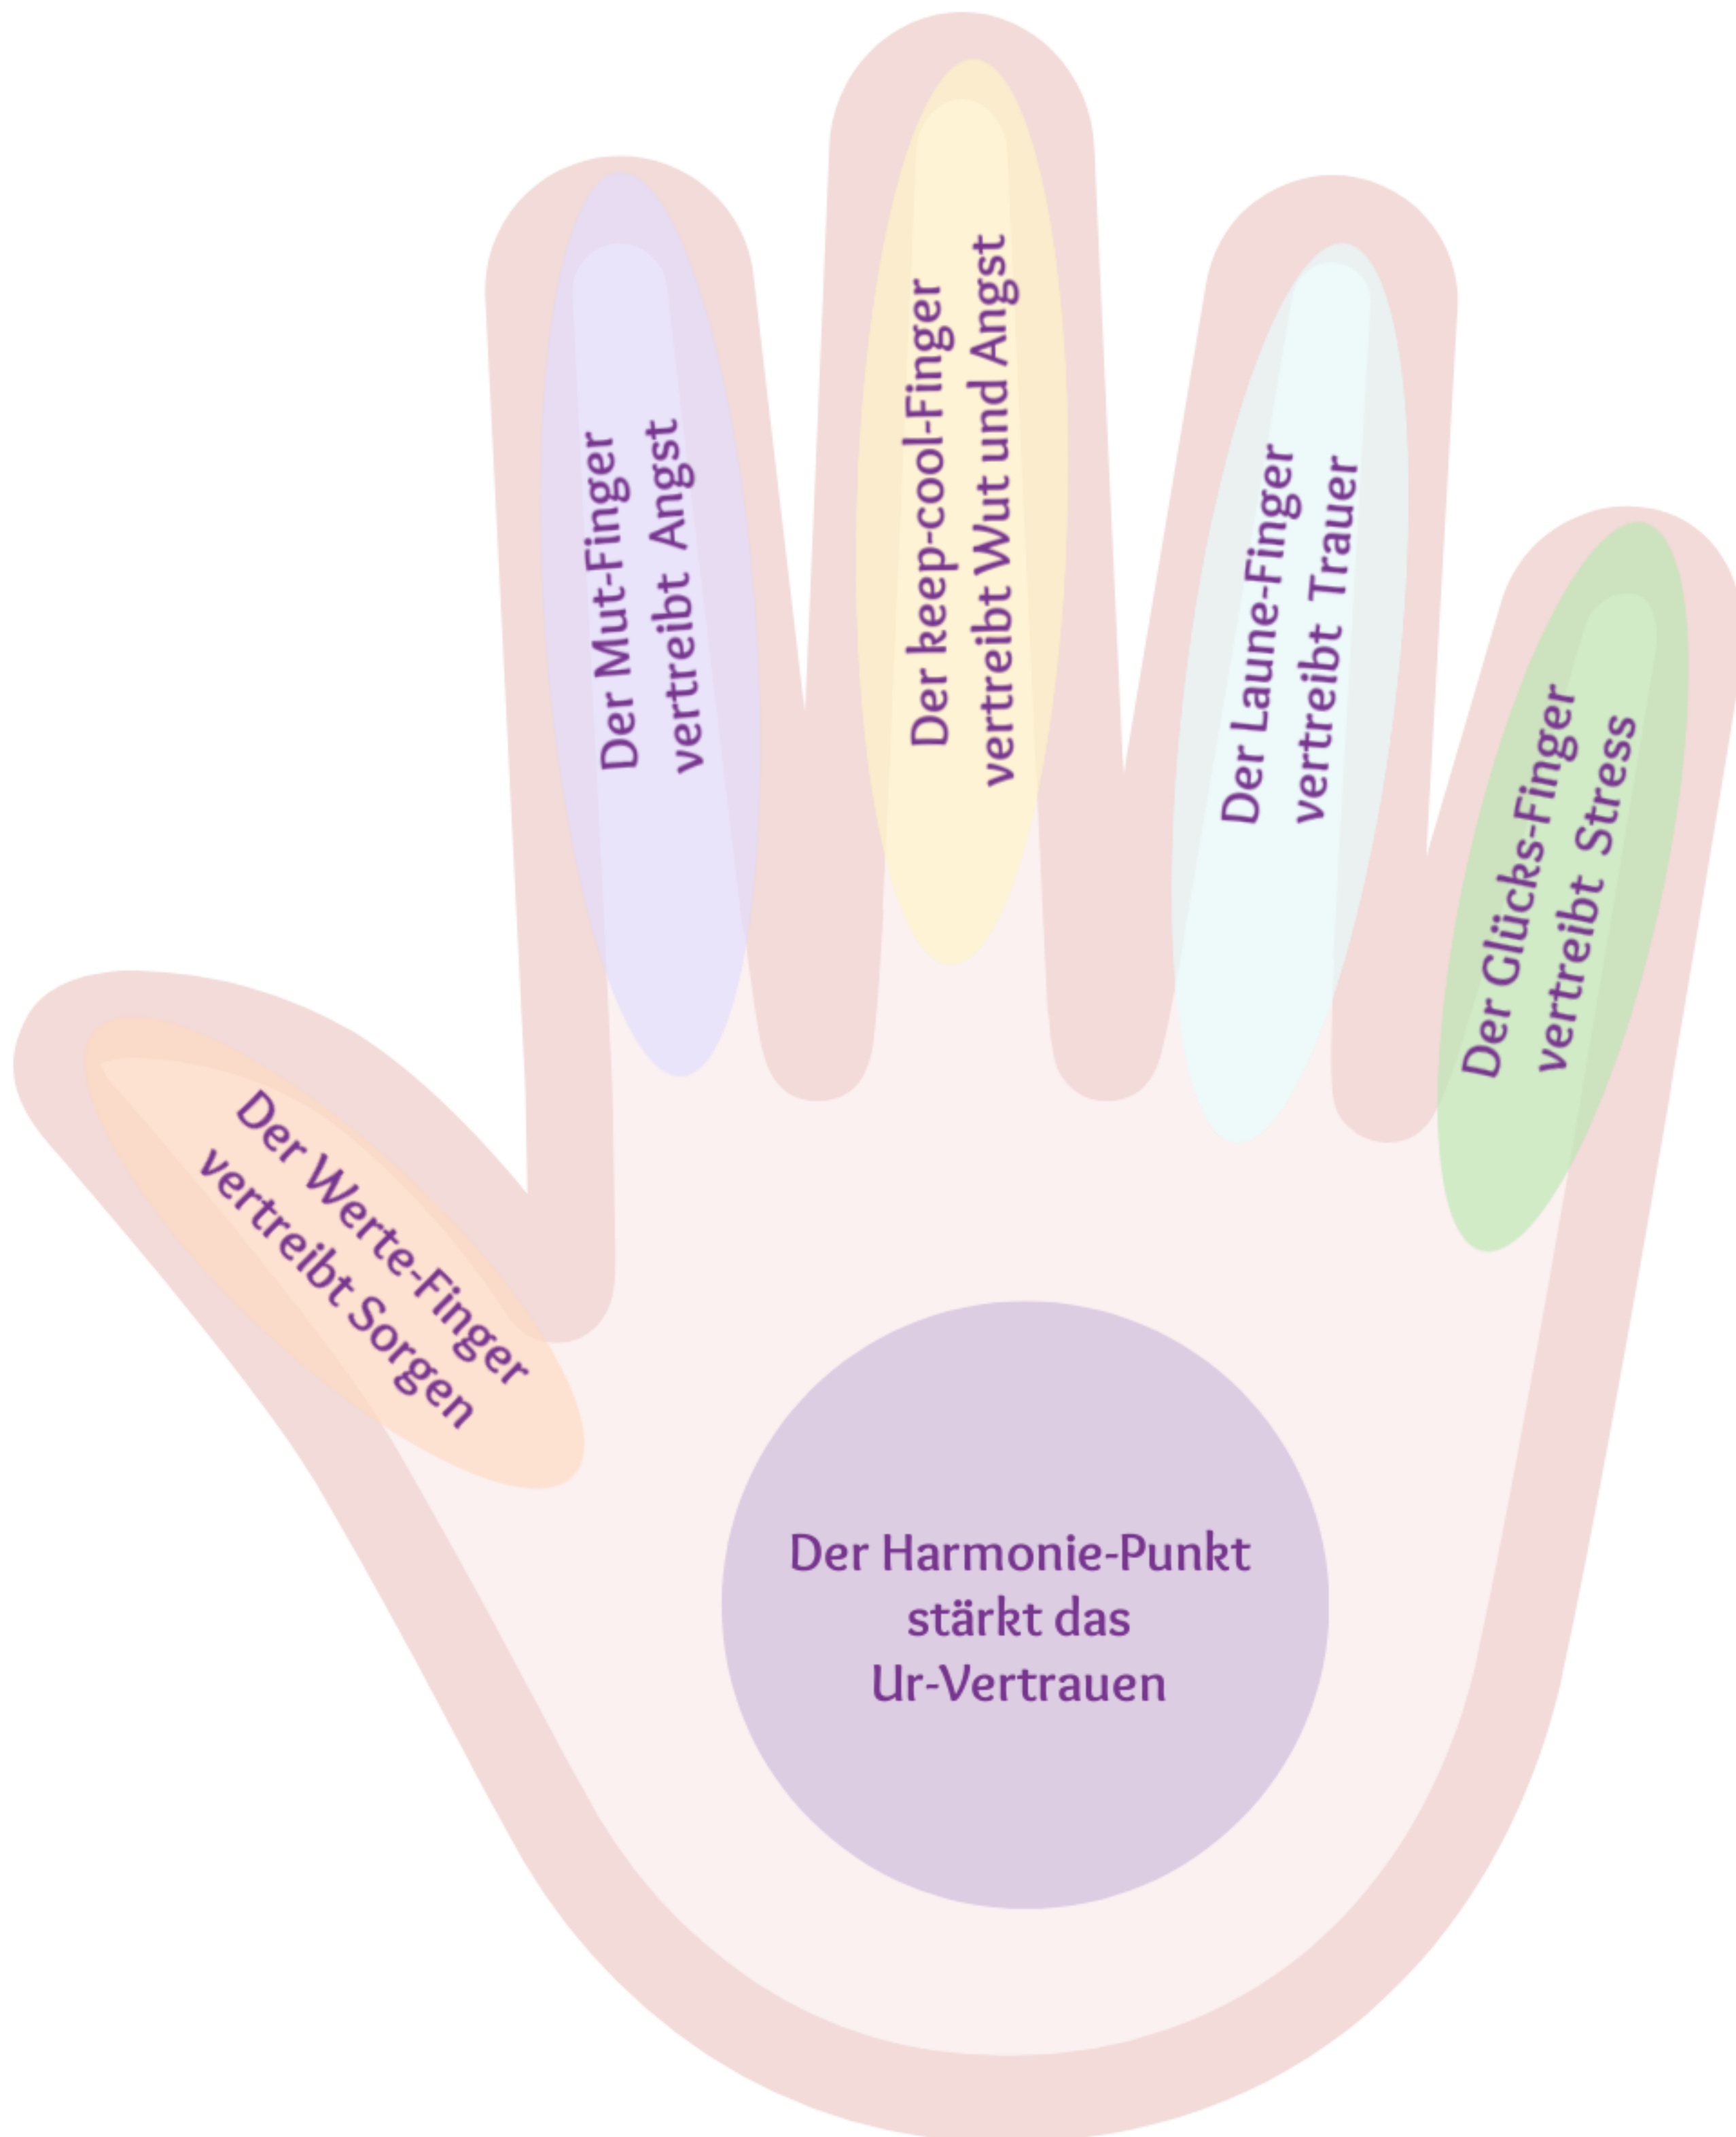 Der Werte-Finger
vertreibt Sorgen
Der Mut-Finger
vertreibt Angst
Der keep-cool-Finger
vertreibt Wut und Angst
Der Laune-Finger
vertreibt Trauer
Der Glücks-Finger
vertreibt Stress
Der Harmonie-Punkt
stärkt das
Ur-Vertrauen